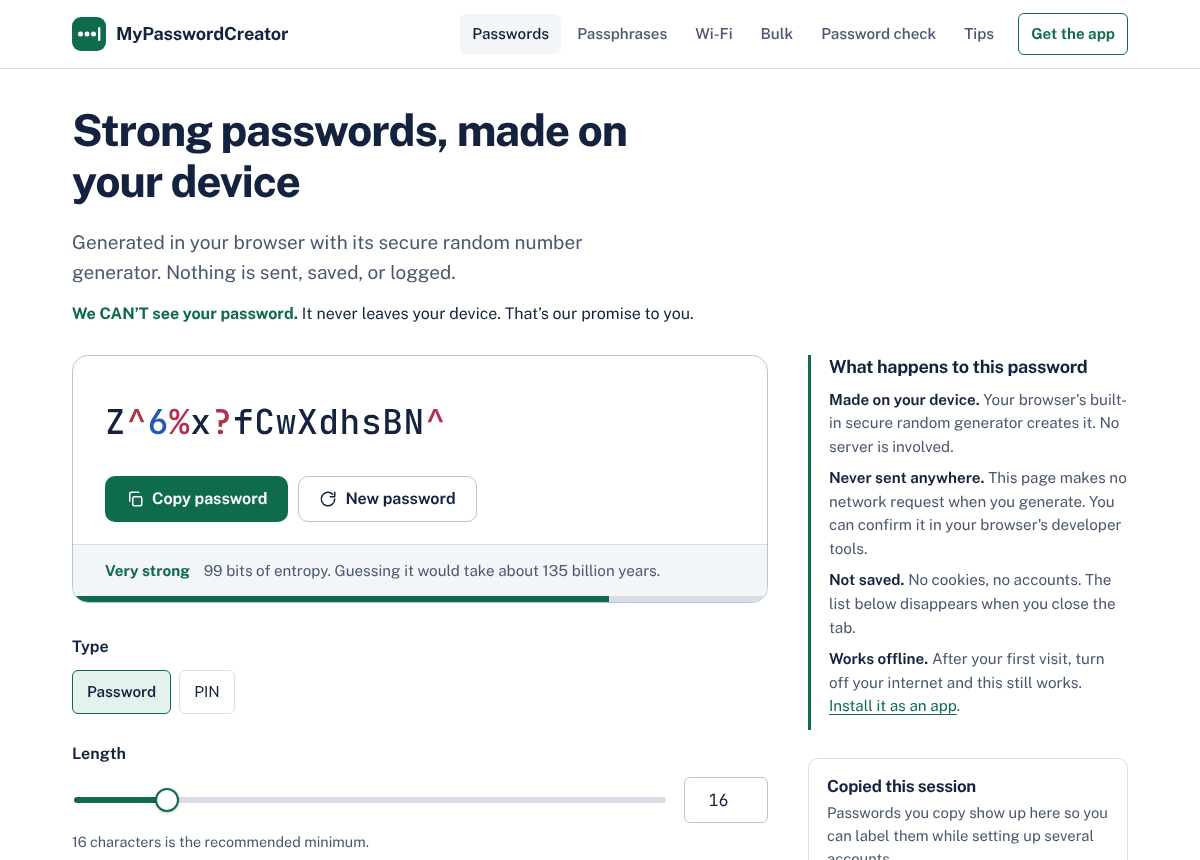 MyPasswordCreator
Passwords
Passphrases
Wi-Fi
Bulk
Password check
Tips
Get the app
Strong passwords, made on
your device
Generated in your browser with its secure random number
generator. Nothing is sent, saved, or logged.
We CAN’T see your password. It never leaves your device. That’s our promise to you.
Z^6%x?fCwXdhsBN^
Copy password
New password
Very strong 99 bits of entropy. Guessing it would take about 135 billion years.
Type
Password
PIN
Length
16
16 characters is the recommended minimum.
What happens to this password
Made on your device. Your browser’s built-
in secure random generator creates it. No
server is involved.
Never sent anywhere. This page makes no
network request when you generate. You
can confirm it in your browser’s developer
tools.
Not saved. No cookies, no accounts. The
list below disappears when you close the
tab.
Works offline. After your first visit, turn
off your internet and this still works.
Install it as an app.
Copied this session
Passwords you copy show up here so you
can label them while setting up several
accounts.